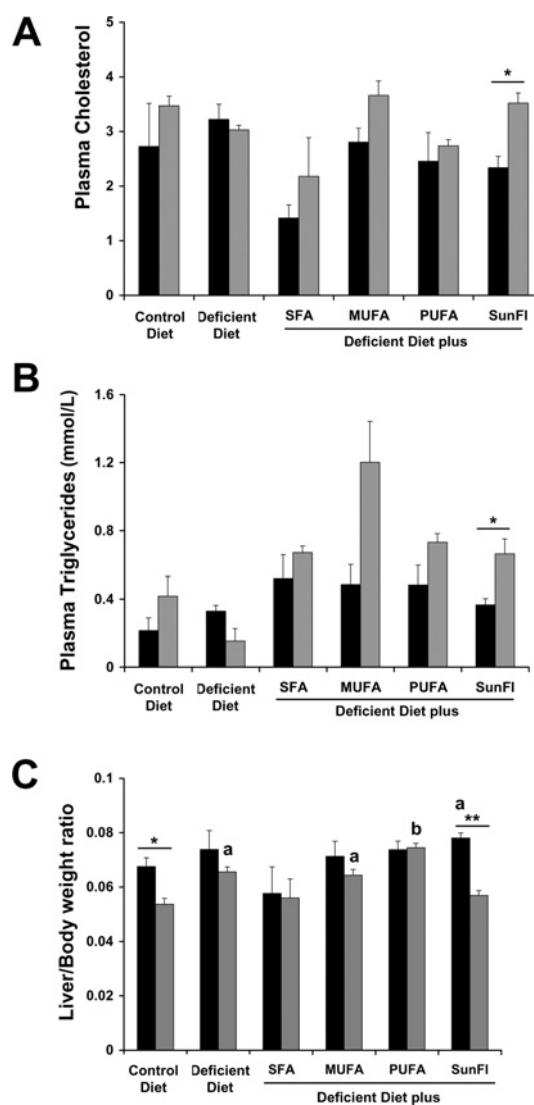 A
Plasma Cholesterol
5
4
3
2
1
0
Control Diet
Deficient Diet
SFA
MUFA
PUFA
SunFl
*
Deficient Diet plus
B
Plasma Triglycerides (mmol/L)
1.6
1.2
0.8
0.4
0
Control Diet
Deficient Diet
SFA
MUFA
PUFA
SunFl
*
Deficient Diet plus
C
Liver/Body weight ratio
0.1
0.08
0.06
0.04
0.02
0
*
a
a
b
a
**
Control Diet
Deficient Diet
SFA
MUFA
PUFA
SunFl
Deficient Diet plus